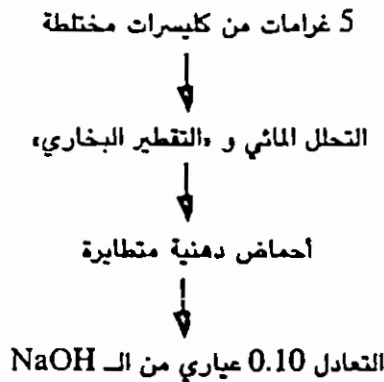 5 غرامات من كليسرات مختلطة
التحلل المائي و «التقطير البخاري»
أحماض دهنية متطايرة
التعادل 0.10 عياري من الـ NaOH